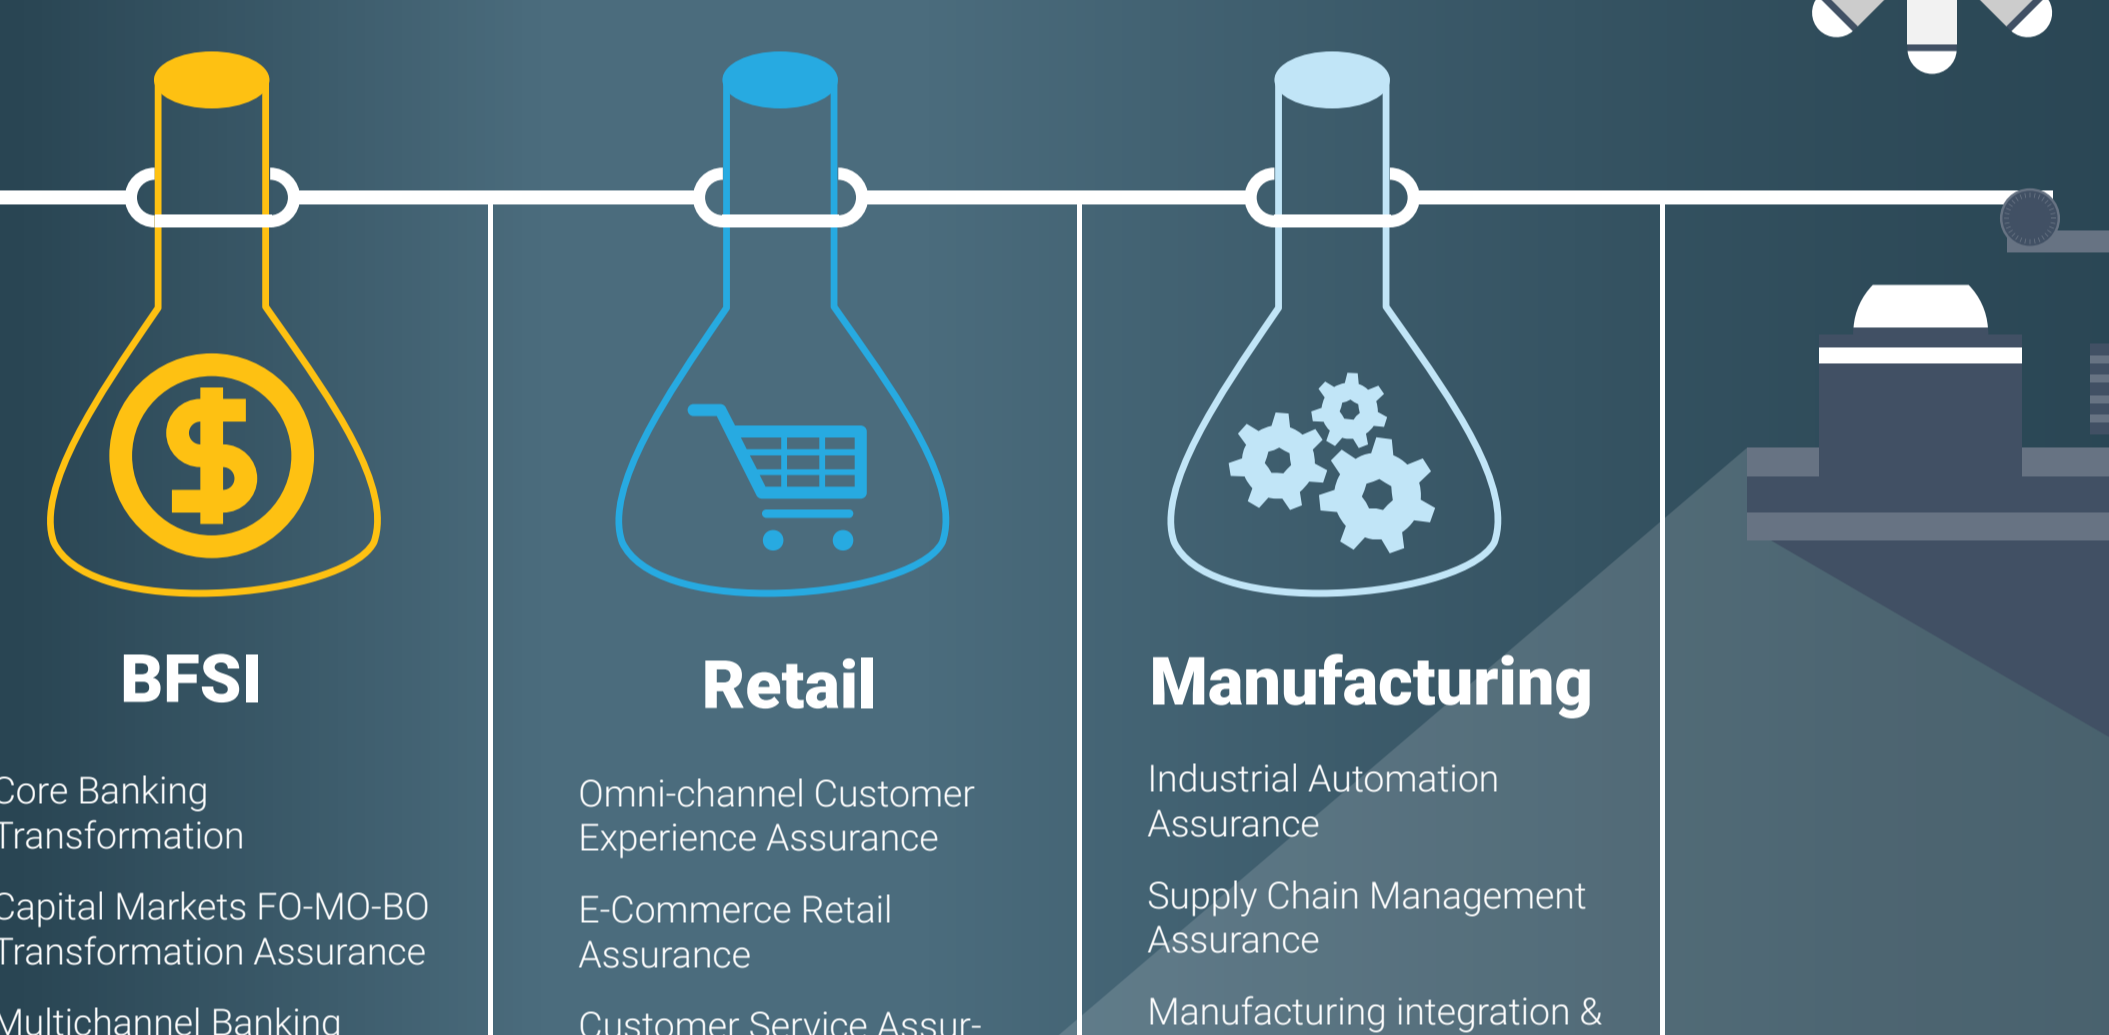 BFSI
Core Banking
Transformation
Capital Markets FO-MO-BO
Transformation Assurance
Multichannel Banking
Retail
Omni-channel Customer
Experience Assurance
E-Commerce Retail
Assurance
Customer Service Assur-
Manufacturing
Industrial Automation
Assurance
Supply Chain Management
Assurance
Manufacturing integration &